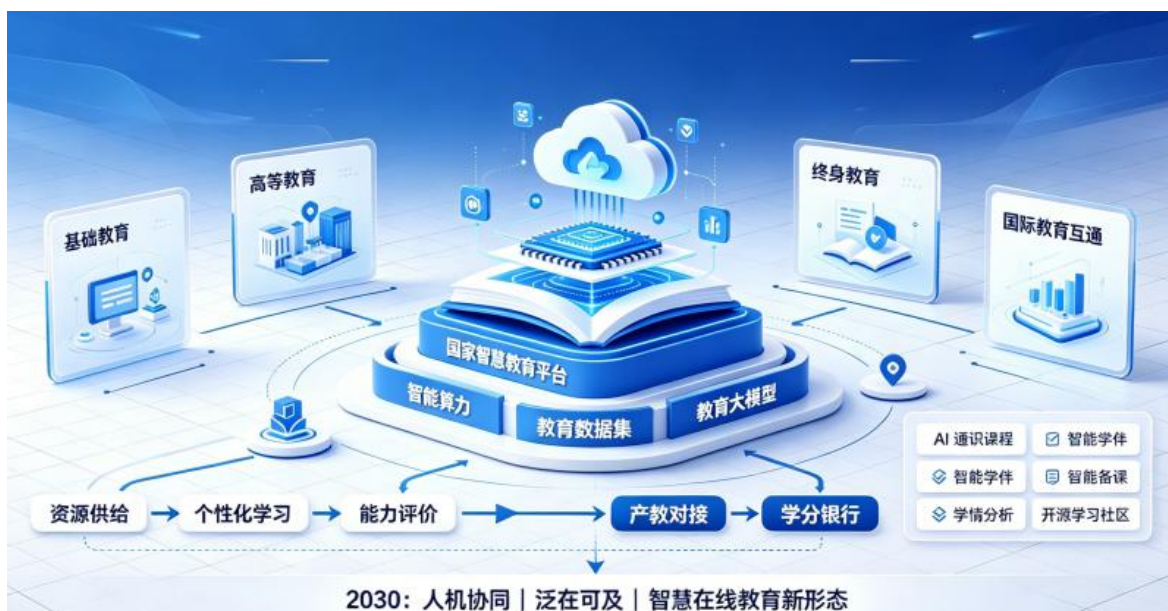 基础教育
高等教育
终身教育
国际教育互通
国家智慧教育平台
智能算力
教育数据集
教育大模型
AI 通识课程
智能学伴
智能学伴
智能备课
学情分析
开源学习社区
资源供给
个性化学习
能力评价
产教对接
学分银行
2030：人机协同｜泛在可及｜智慧在线教育新形态